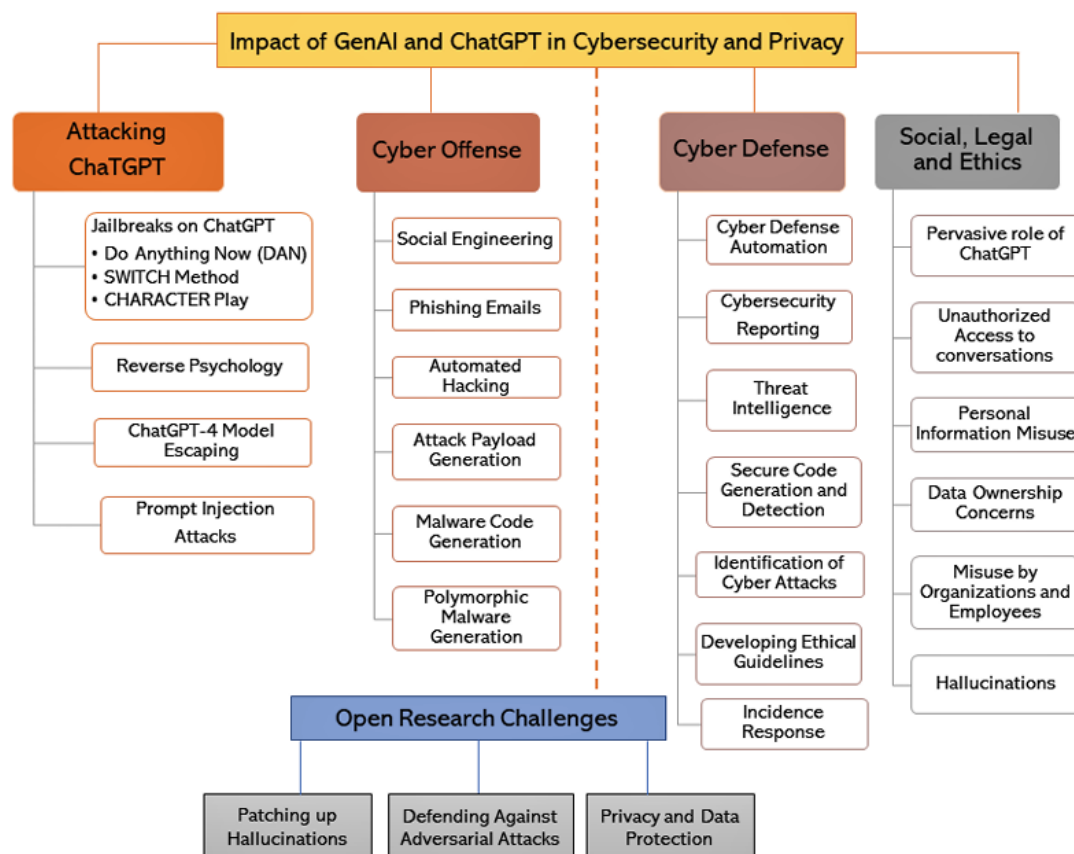 Impact of GenAI and ChatGPT in Cybersecurity and Privacy
Attacking
ChaTGPT
Jailbreaks on ChatGPT
• Do Anything Now (DAN)
• SWITCH Method
• CHARACTER Play
Reverse Psychology
ChatGPT-4 Model
Escaping
Prompt Injection
Attacks
Cyber Offense
Social Engineering
Phishing Emails
Automated
Hacking
Attack Payload
Generation
Malware Code
Generation
Polymorphic
Malware
Generation
Cyber Defense
Cyber Defense
Automation
Cybersecurity
Reporting
Threat
Intelligence
Secure Code
Generation and
Detection
Identification of
Cyber Attacks
Developing Ethical
Guidelines
Incidence
Response
Social, Legal
and Ethics
Pervasive role of
ChatGPT
Unauthorized
Access to
conversations
Personal
Information Misuse
Data Ownership
Concerns
Misuse by
Organizations and
Employees
Hallucinations
Open Research Challenges
Patching up
Hallucinations
Defending Against
Adversarial Attacks
Privacy and Data
Protection